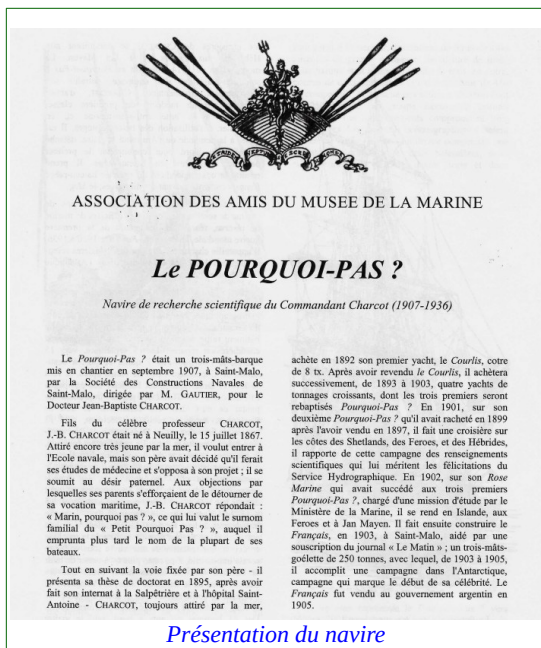 LE TRIDENT EST LE SCEPTRE DU MONDE
ASSOCIATION DES AMIS DU MUSEE DE LA MARINE
Le POURQUOI-PAS ?
Navire de recherche scientifique du Commandant Charcot (1907-1936)
Le Pourquoi-Pas ? était un trois-mâts-barque
mis en chantier en septembre 1907, à Saint-Malo,
par la Société des Constructions Navales de
Saint-Malo, dirigée par M. GAUTIER, pour le
Docteur Jean-Baptiste CHARCOT.
Fils du célèbre professeur CHARCOT,
J.-B. CHARCOT était né à Neuilly, le 15 juillet 1867.
Attiré encore très jeune par la mer, il voulut entrer à
l'Ecole navale, mais son père avait décidé qu'il ferait
ses études de médecine et s'opposa à son projet ; il se
soumit au désir paternel. Aux objections par
lesquelles ses parents s'efforçaient de le détourner de
sa vocation maritime, J.-B. CHARCOT répondait :
« Marin, pourquoi pas ? », ce qui lui valut le surnom
familial du « Petit Pourquoi Pas ? », auquel il
emprunta plus tard le nom de la plupart de ses
bateaux.
Tout en suivant la voie fixée par son père - il
présenta sa thèse de doctorat en 1895, après avoir
fait son internat à la Salpêtrière et à l'hôpital Saint-
Antoine - CHARCOT, toujours attiré par la mer,
achète en 1892 son premier yacht, le Courlis, cotre
de 8 tx. Après avoir revendu le Courlis, il achètera
successivement, de 1893 à 1903, quatre yachts de
tonnages croissants, dont les trois premiers seront
rebaptisés Pourquoi-Pas ? En 1901, sur son
deuxième Pourquoi-Pas ? qu'il avait racheté en 1899
après l'avoir vendu en 1897, il fait une croisière sur
les côtes des Shetlands, des Feroes, et des Hébrides,
il rapporte de cette campagne des renseignements
scientifiques qui lui méritent les félicitations du
Service Hydrographique. En 1902, sur son Rose
Marine qui avait succédé aux trois premiers
Pourquoi-Pas ?, chargé d'une mission d'étude par le
Ministère de la Marine, il se rend en Islande, aux
Feroes et à Jan Mayen. Il fait ensuite construire le
Français, en 1903, à Saint-Malo, aidé par une
souscription du journal « Le Matin » ; un trois-mâts-
goélette de 250 tonnes, avec lequel, de 1903 à 1905,
il accomplit une campagne dans l'Antarctique,
campagne qui marque le début de sa célébrité. Le
Français fut vendu au gouvernement argentin en
1905.
Présentation du navire